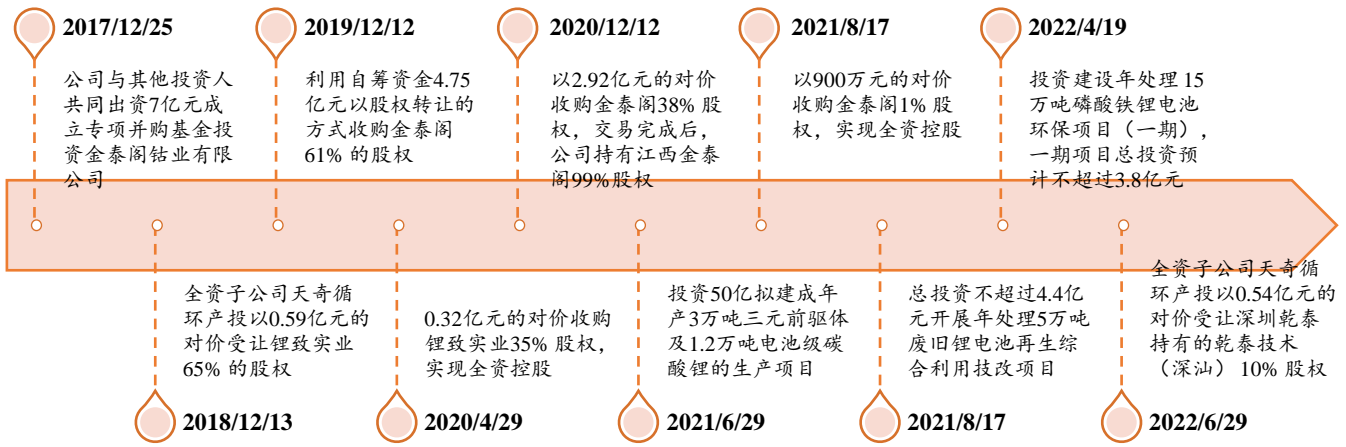 2017/12/25
公司与其他投资人
共同出资7亿元成
立专项并购基金投
资金泰阁钴业有限
公司
2019/12/12
利用自筹资金4.75
亿元以股权转让的
方式收购金泰阁
61% 的股权
2020/12/12
以2.92亿元的对价
收购金泰阁38% 股
权，交易完成后，
公司持有江西金泰
阁99%股权
2021/8/17
以900万元的对价
收购金泰阁1% 股
权，实现全资控股
2022/4/19
投资建设年处理 15
万吨磷酸铁锂电池
环保项目（一期），
一期项目总投资预
计不超过3.8亿元
全资子公司天奇循
环产投以0.59亿元的
对价受让锂致实业
65% 的股权
2018/12/13
0.32亿元的对价收购
锂致实业35% 股权，
实现全资控股
2020/4/29
投资50亿拟建成年
产3万吨三元前驱体
及1.2万吨电池级碳
酸锂的生产项目
2021/6/29
总投资不超过4.4亿
元开展年处理5万吨
废旧锂电池再生综
合利用技改项目
2021/8/17
全资子公司天奇循
环产投以0.54亿元的
对价受让深圳乾泰
持有的乾泰技术
（深汕） 10% 股权
2022/6/29